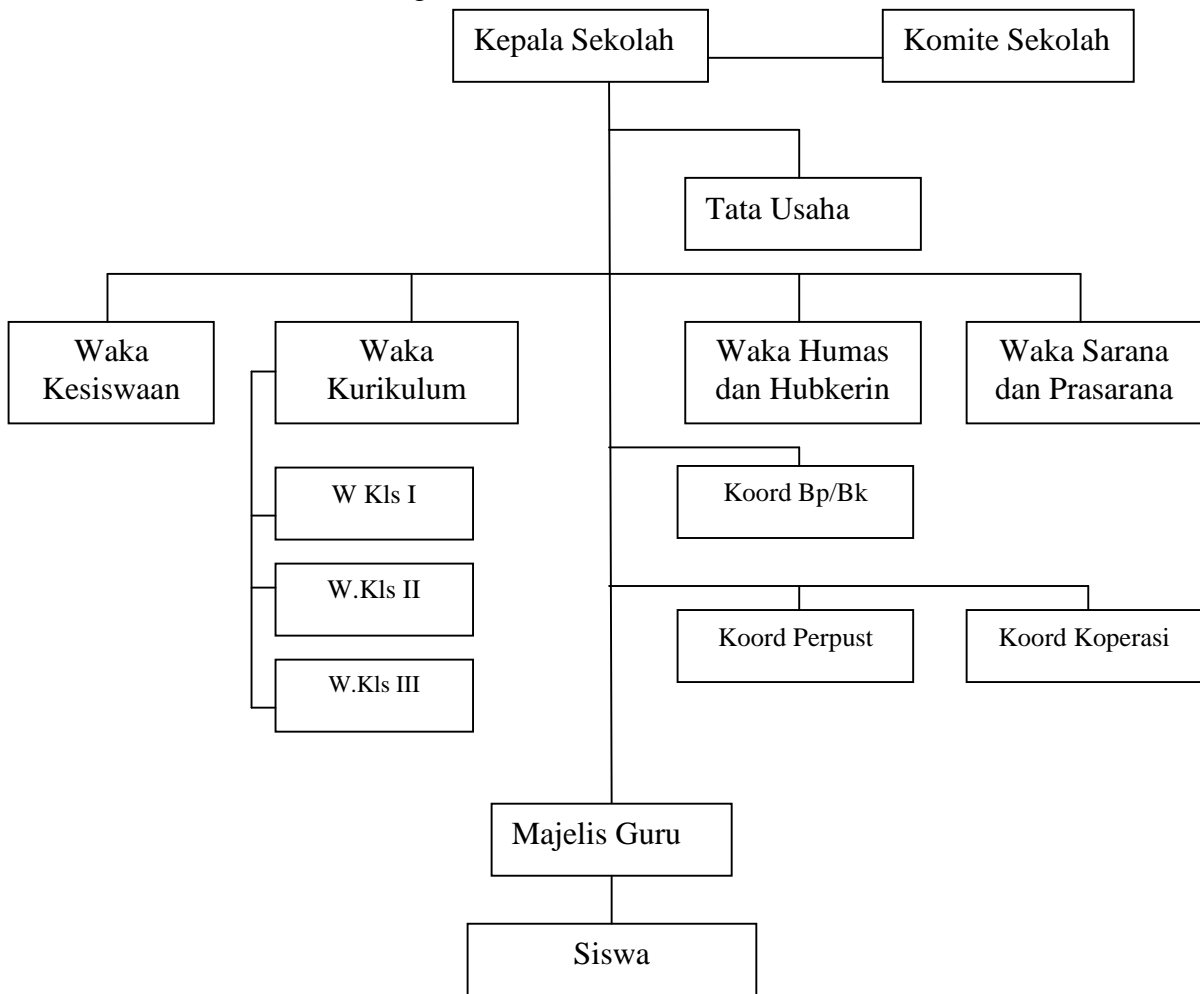 Kepala Sekolah
Komite Sekolah
Tata Usaha
Waka
Kesiswaan
Waka
Kurikulum
Waka Humas
dan Hubkerin
Waka Sarana
dan Prasarana
W Kls I
Koord Bp/Bk
W.Kls II
Koord Perpust
Koord Koperasi
W.Kls III
Majelis Guru
Siswa